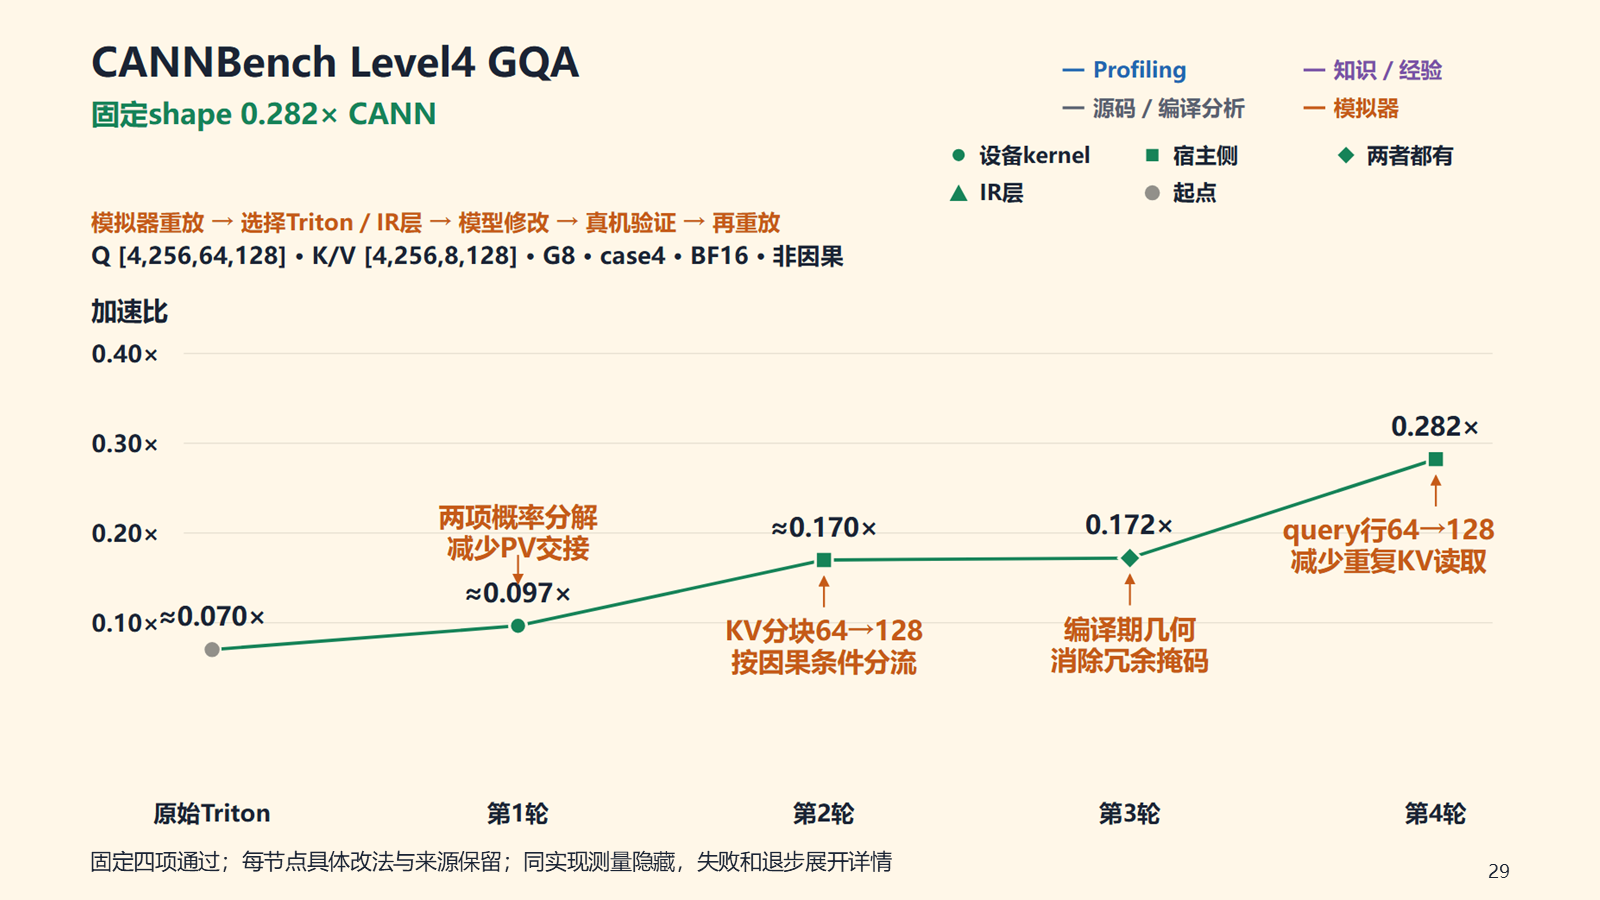 CANNBench Level4 GQA
固定shape 0.282× CANN
Profiling
知识 / 经验
源码 / 编译分析
模拟器
设备kernel
宿主侧
两者都有
IR层
起点
模拟器重放 → 选择Triton / IR层 → 模型修改 → 真机验证 → 再重放
Q [4,256,64,128] • K/V [4,256,8,128] • G8 • case4 • BF16 • 非因果
加速比
0.40×
0.30×
0.20×
0.10×
≈0.070×
两项概率分解
减少PV交接
≈0.097×
≈0.170×
KV分块64→128
按因果条件分流
0.172×
编译期几何
消除冗余掩码
0.282×
query行64→128
减少重复KV读取
原始Triton
第1轮
第2轮
第3轮
第4轮
固定四项通过；每节点具体改法与来源保留；同实现测量隐藏，失败和退步展开详情
29